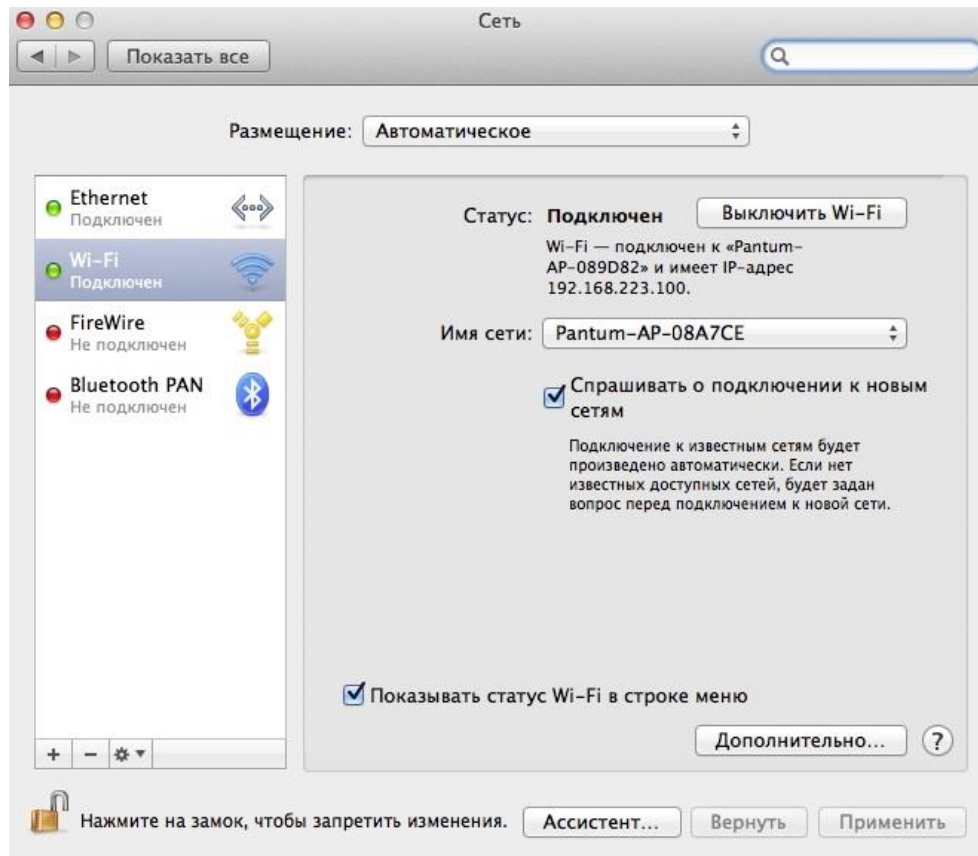 Сеть
Показать все
Размещение: Автоматическое
Ethernet
Подключен
Wi-Fi
Подключен
FireWire
Не подключен
Bluetooth PAN
Не подключен
Статус: Подключен Выключить Wi-Fi
Wi-Fi — подключен к «Pantum-
AP-089D82» и имеет IP-адрес
192.168.223.100.
Имя сети: Pantum-AP-08A7CE
Спрашивать о подключении к новым
сетям
Подключение к известным сетям будет
произведено автоматически. Если нет
известных доступных сетей, будет задан
вопрос перед подключением к новой сети.
Показывать статус Wi-Fi в строке меню
Дополнительно... ?
Нажмите на замок, чтобы запретить изменения. Ассистент... Вернуть Применить